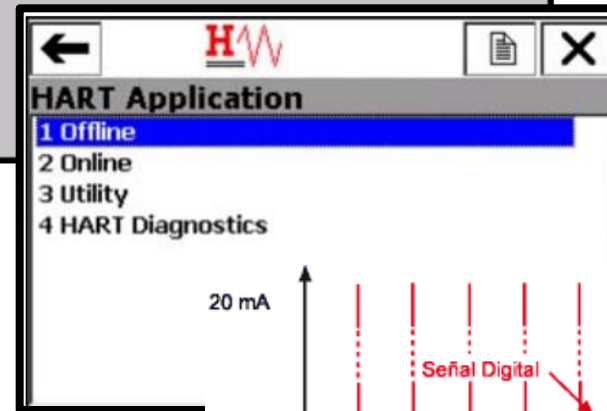 H
HART Application
1 Offline
2 Online
3 Utility
4 HART Diagnostics
20 mA
Señal Digital